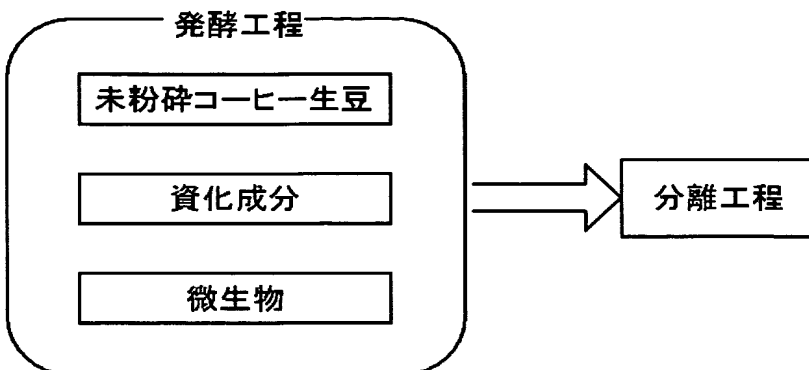 発酵工程
未粉砕コーヒー生豆
資化成分
微生物
分離工程